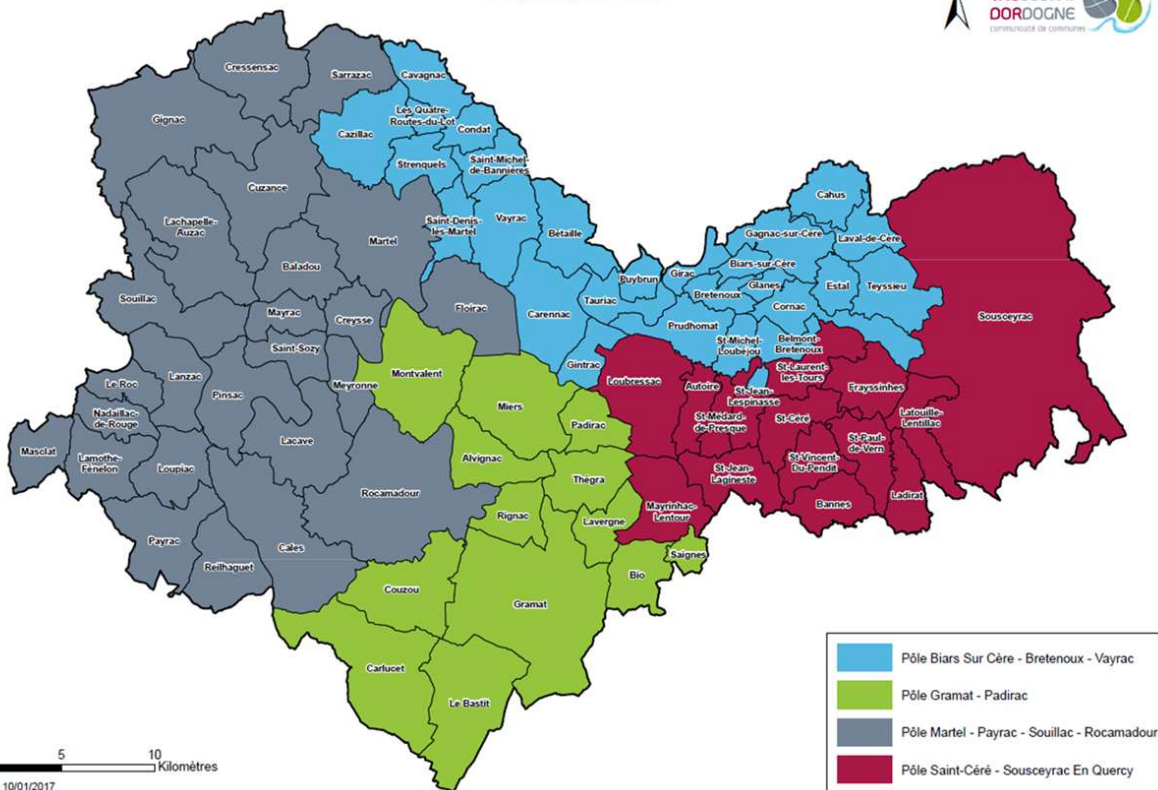 DORDOGNE
communauté de communes
Cressensac
Sarrazac
Cavagnac
Gignac
Les Quatre-
Routes-du-Lot
Cazillac
Condat
Strenquels
Saint-Michel-
de-Bannières
Cuzance
Lachapelle-
Auzac
Martel
Saint-Denis-
lès-Martel
Vayrac
Bétaille
Cahus
Gagnac-sur-Cère
Laval-de-Cère
Baladou
Biars-sur-Cère
Girac
Puybrun
Glanes
Estal
Teyssieu
Souillac
Mayrac
Creysse
Floirac
Carennac
Tauriac
Bretenoux
Cornac
Sousceyrac
Saint-Sozy
Prudhomat
St-Michel-
Loubéjou
Belmont-
Bretenoux
Gintrac
St-Laurent-
les-Tours
Lanzac
Pinsac
Meyronne
Montvalent
Loubressac
Autoire
St-Jean-
Lespinasse
Frayssinhes
Le Roc
Nadaillac-
de-Rouge
Miers
Padirac
St-Médard-
de-Presque
St-Céré
Latouille-
Lentillac
Masclat
Lamothe-
Fénelon
Loupiac
Lacave
Alvignac
St-Vincent-
Du-Pendit
St-Paul-
de-Vern
Thégra
St-Jean-
Lagineste
Rocamadour
Mayrinhac-
Lentour
Bannes
Ladirat
Rignac
Lavergne
Payrac
Reilhaguet
Cales
Saignes
Bio
Couzou
Gramat
Carlucet
Le Bastit
Pôle Biars Sur Cère - Bretenoux - Vayrac
Pôle Gramat - Padirac
Pôle Martel - Payrac - Souillac - Rocamadour
Pôle Saint-Céré - Sousceyrac En Quercy
5 10
Kilomètres
10/01/2017